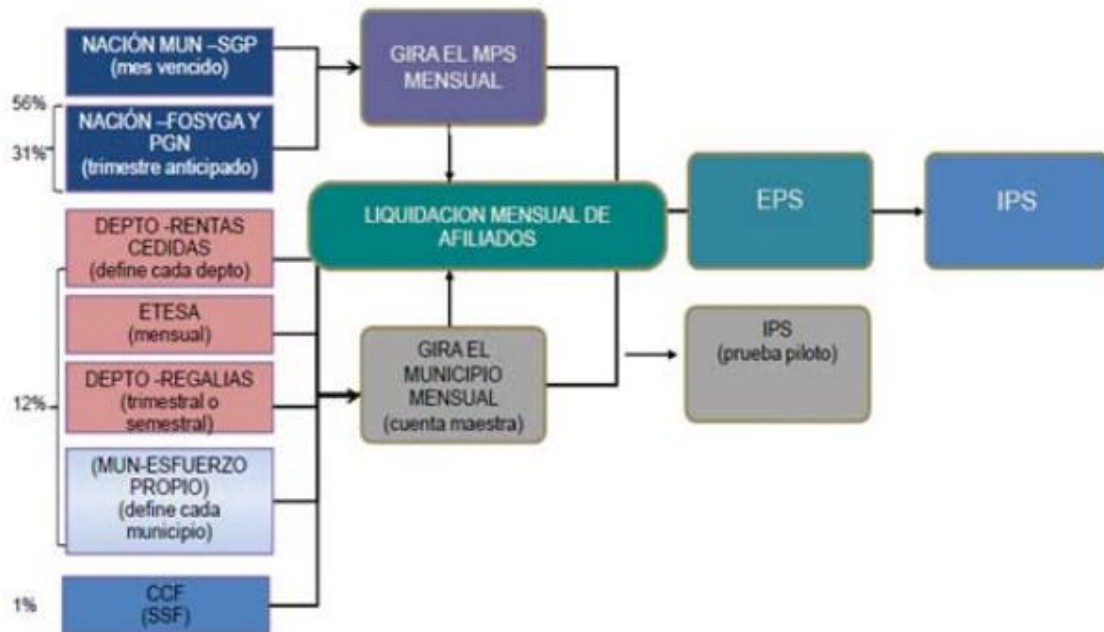 NACIÓN MUN –SGP
(mes vencido)
56%
31%
NACIÓN –FOSYGA Y
PGN
(trimestre anticipado)
DEPTO -RENTAS
CEDIDAS
(define cada depto)
ETESA
(mensual)
12%
DEPTO -REGALIAS
(trimestral o
semestral)
(MUN-ESFUERZO
PROPIO)
(define cada
municipio)
1%
CCF
(SSF)
GIRA EL MPS
MENSUAL
LIQUIDACION MENSUAL DE
AFILIADOS
GIRA EL
MUNICIPIO
MENSUAL
(cuenta maestra)
EPS
IPS
IPS
(prueba piloto)